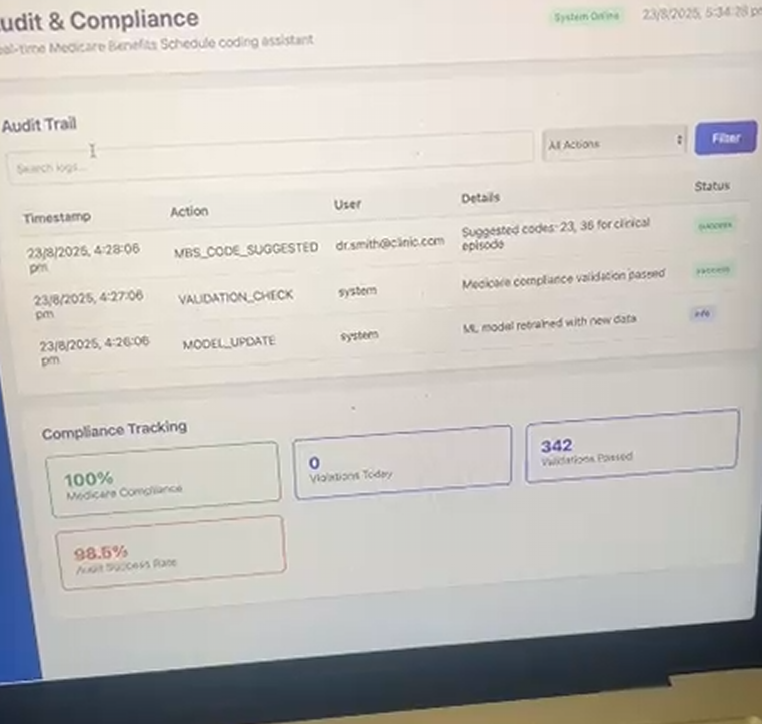 udit & Compliance
System Online
23/8/2025, 5:34:28 p
eal-time Medicare Benefits Schedule coding assistant
Audit Trail
Search logs...
All Actions
Filter
Timestamp Action User Details Status
23/8/2025, 4:28:06 pm MBS_CODE_SUGGESTED dr.smith@clinic.com Suggested codes: 23, 36 for clinical episode success
23/8/2025, 4:27:06 pm VALIDATION_CHECK system Medicare compliance validation passed success
23/8/2025, 4:26:06 pm MODEL_UPDATE system ML model retrained with new data info
Compliance Tracking
100%
Medicare Compliance
0
Violations Today
342
Validations Passed
98.5%
Audit Success Rate